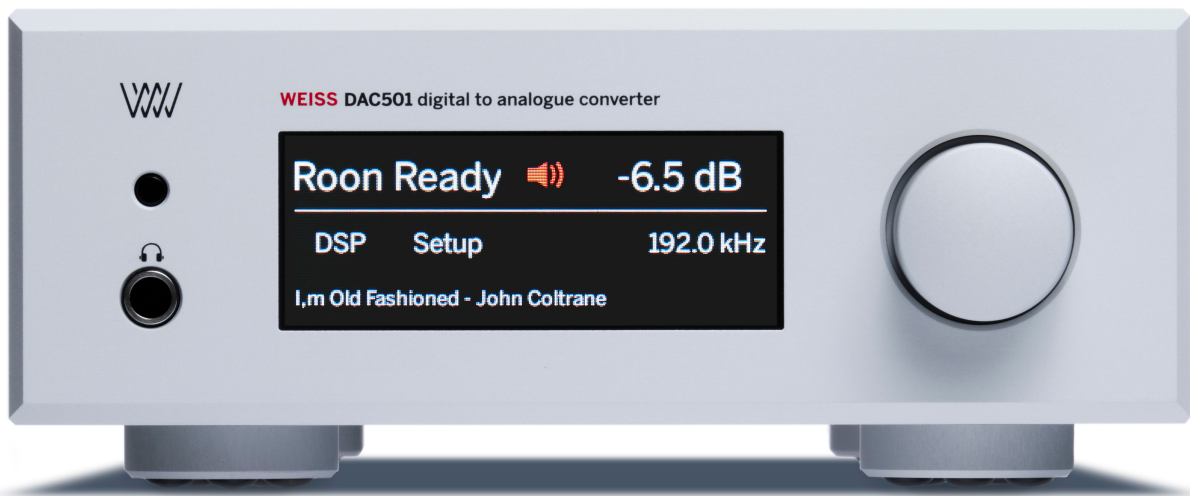 WEISS DAC501 digital to analogue converter
Roon Ready -6.5 dB
DSP Setup 192.0 kHz
I,m Old Fashioned - John Coltrane